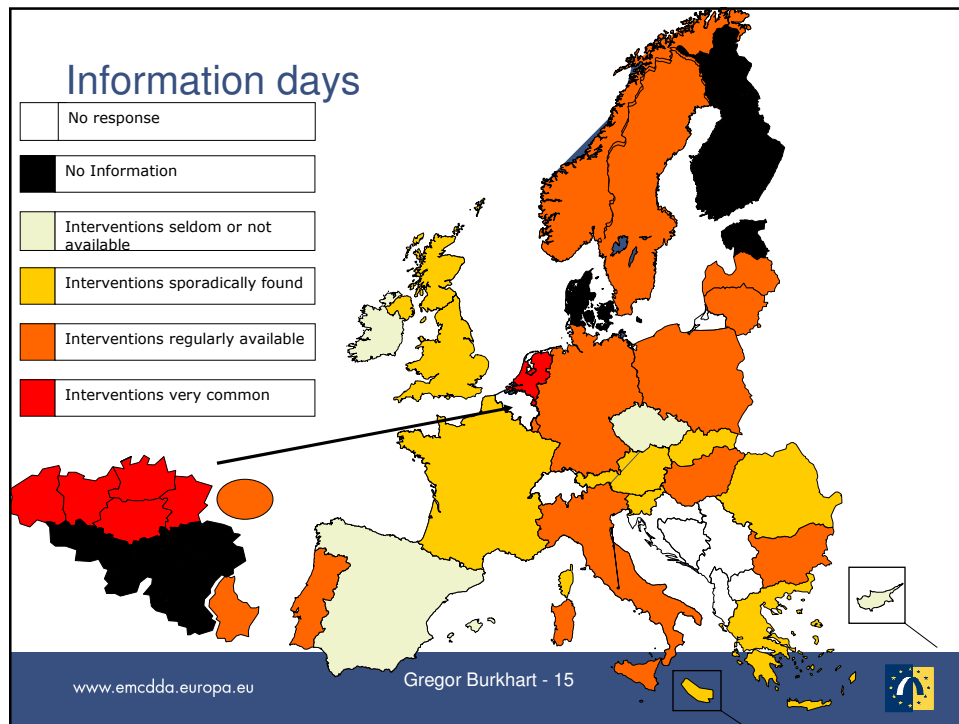 Information days
No response
No Information
Interventions seldom or not
available
Interventions sporadically found
Interventions regularly available
Interventions very common
www.emcdda.europa.eu
Gregor Burkhart - 15